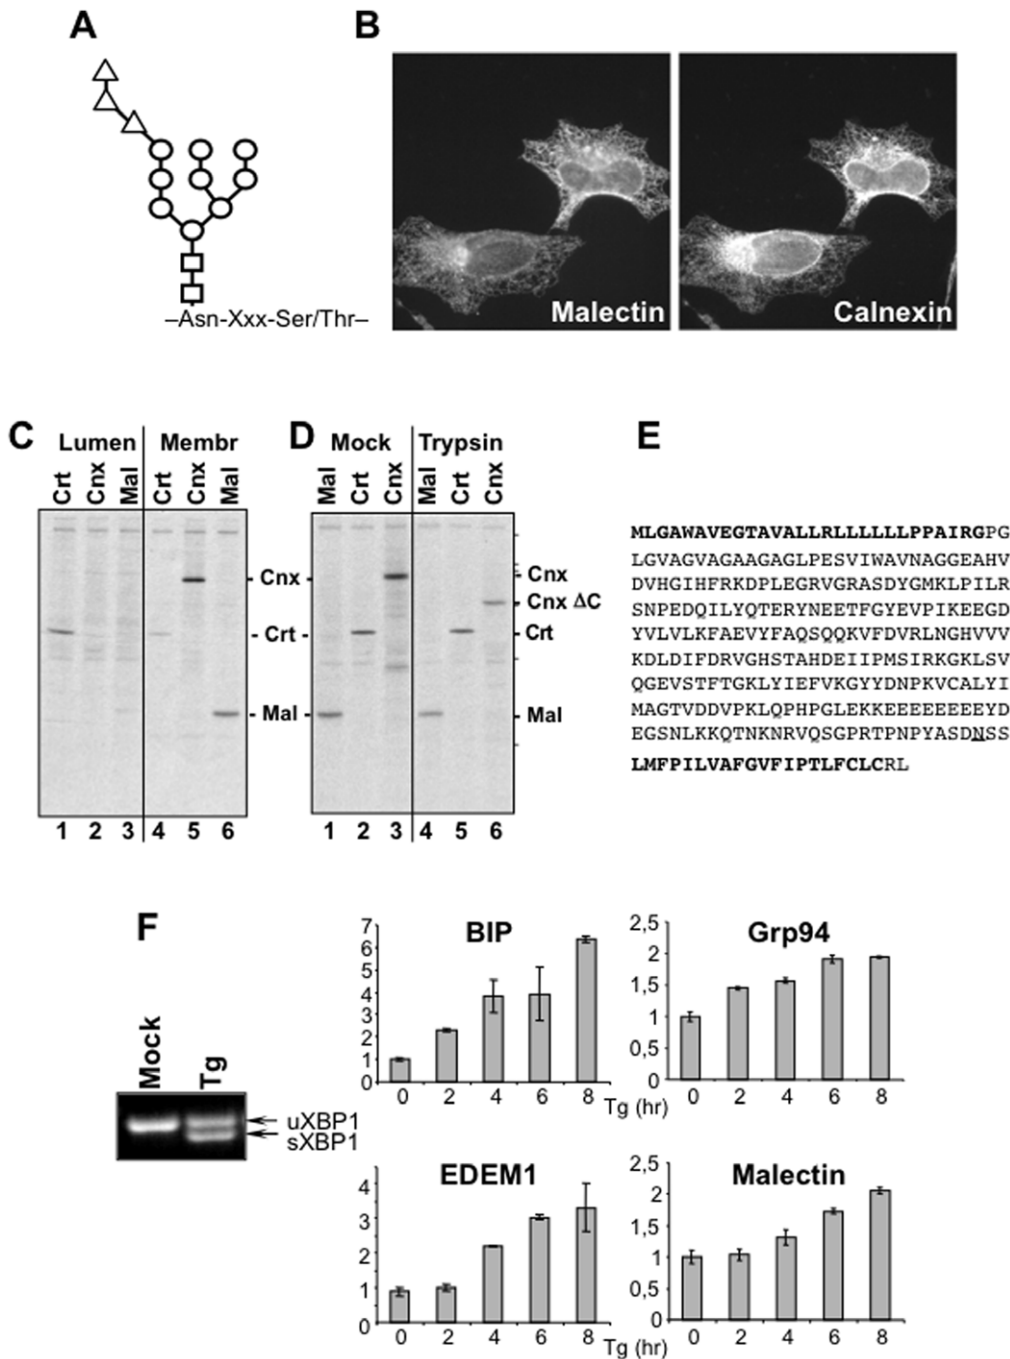 A
B
–Asn-Xxx-Ser/Thr–
Malectin
Calnexin
C
Lumen
Membr
Crt
Cnx
Mal
Crt
Cnx
Mal
Cnx
Crt
Mal
1 2 3 4 5 6
D
Mock
Trypsin
Mal
Crt
Cnx
Mal
Crt
Cnx
Cnx
Cnx ΔC
Crt
Mal
1 2 3 4 5 6
E
MLGAWAVEGTAVALLRLLLLLLPPAIRGPG
LGVAGVAGAAGAGLPESVIWAVNAGGEAHV
DVHGIHFRKDPLEGRVGRASDYGMKLPILR
SNPEDQILYQTERYNEETFGYEVPIKEEGD
YVLVLKFAEVYFAQSQQKVFDVRLNGHVVV
KDLDIFDRVGHSTAHDEIIPMSIRKGKLSV
QGEVSTFTGKLYIEFVKGYYDNPKVCALYI
MAGTVDDVPKLQPHPGLEKKEEEEEEEEYD
EGSNLKKQTNKNRVQSGPRTPNPYASDNSS
LMFPILVAFGVFIPTLFCLCRL
F
Mock
Tg
uXBP1
sXBP1
BIP
7
6
5
4
3
2
1
0
0 2 4 6 8
Tg (hr)
Grp94
2,5
2
1,5
1
0,5
0
0 2 4 6 8
EDEM1
4
3
2
1
0
0 2 4 6 8
Tg (hr)
Malectin
2,5
2
1,5
1
0,5
0
0 2 4 6 8